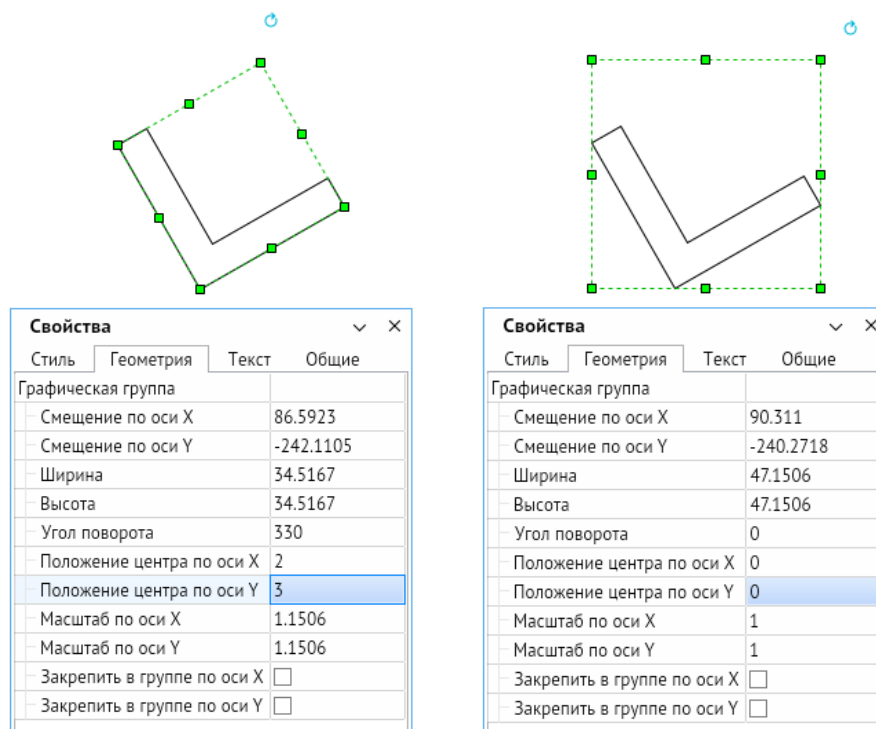 Свойства
Стиль Геометрия Текст Общие
Графическая группа
Смещение по оси X 86.5923
Смещение по оси Y -242.1105
Ширина 34.5167
Высота 34.5167
Угол поворота 330
Положение центра по оси X 2
Положение центра по оси Y 3
Масштаб по оси X 1.1506
Масштаб по оси Y 1.1506
Закрепить в группе по оси X
Закрепить в группе по оси Y
Свойства
Стиль Геометрия Текст Общие
Графическая группа
Смещение по оси X 90.311
Смещение по оси Y -240.2718
Ширина 47.1506
Высота 47.1506
Угол поворота 0
Положение центра по оси X 0
Положение центра по оси Y 0
Масштаб по оси X 1
Масштаб по оси Y 1
Закрепить в группе по оси X
Закрепить в группе по оси Y